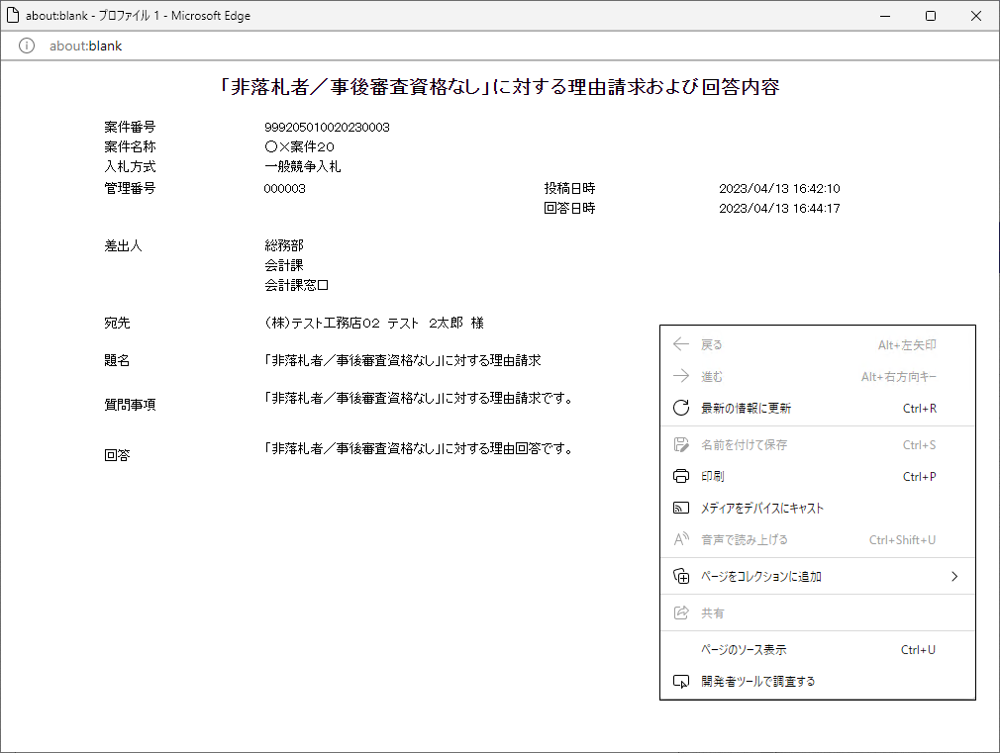 about:blank - プロファイル 1 - Microsoft Edge
about:blank
「非落札者／事後審査資格なし」に対する理由請求および回答内容
案件番号 999205010020230003
案件名称 〇×案件２０
入札方式 一般競争入札
管理番号 000003 投稿日時 2023/04/13 16:42:10
回答日時 2023/04/13 16:44:17
差出人 総務部
会計課
会計課窓口
宛先 （株）テスト工務店０２　テスト　２太郎　様
題名 「非落札者／事後審査資格なし」に対する理由請求
質問事項 「非落札者／事後審査資格なし」に対する理由請求です。
回答 「非落札者／事後審査資格なし」に対する理由回答です。
戻る Alt+左矢印
進む Alt+右方向キー
最新の情報に更新 Ctrl+R
名前を付けて保存 Ctrl+S
印刷 Ctrl+P
メディアをデバイスにキャスト
音声で読み上げる Ctrl+Shift+U
ページをコレクションに追加
共有
ページのソース表示 Ctrl+U
開発者ツールで調査する